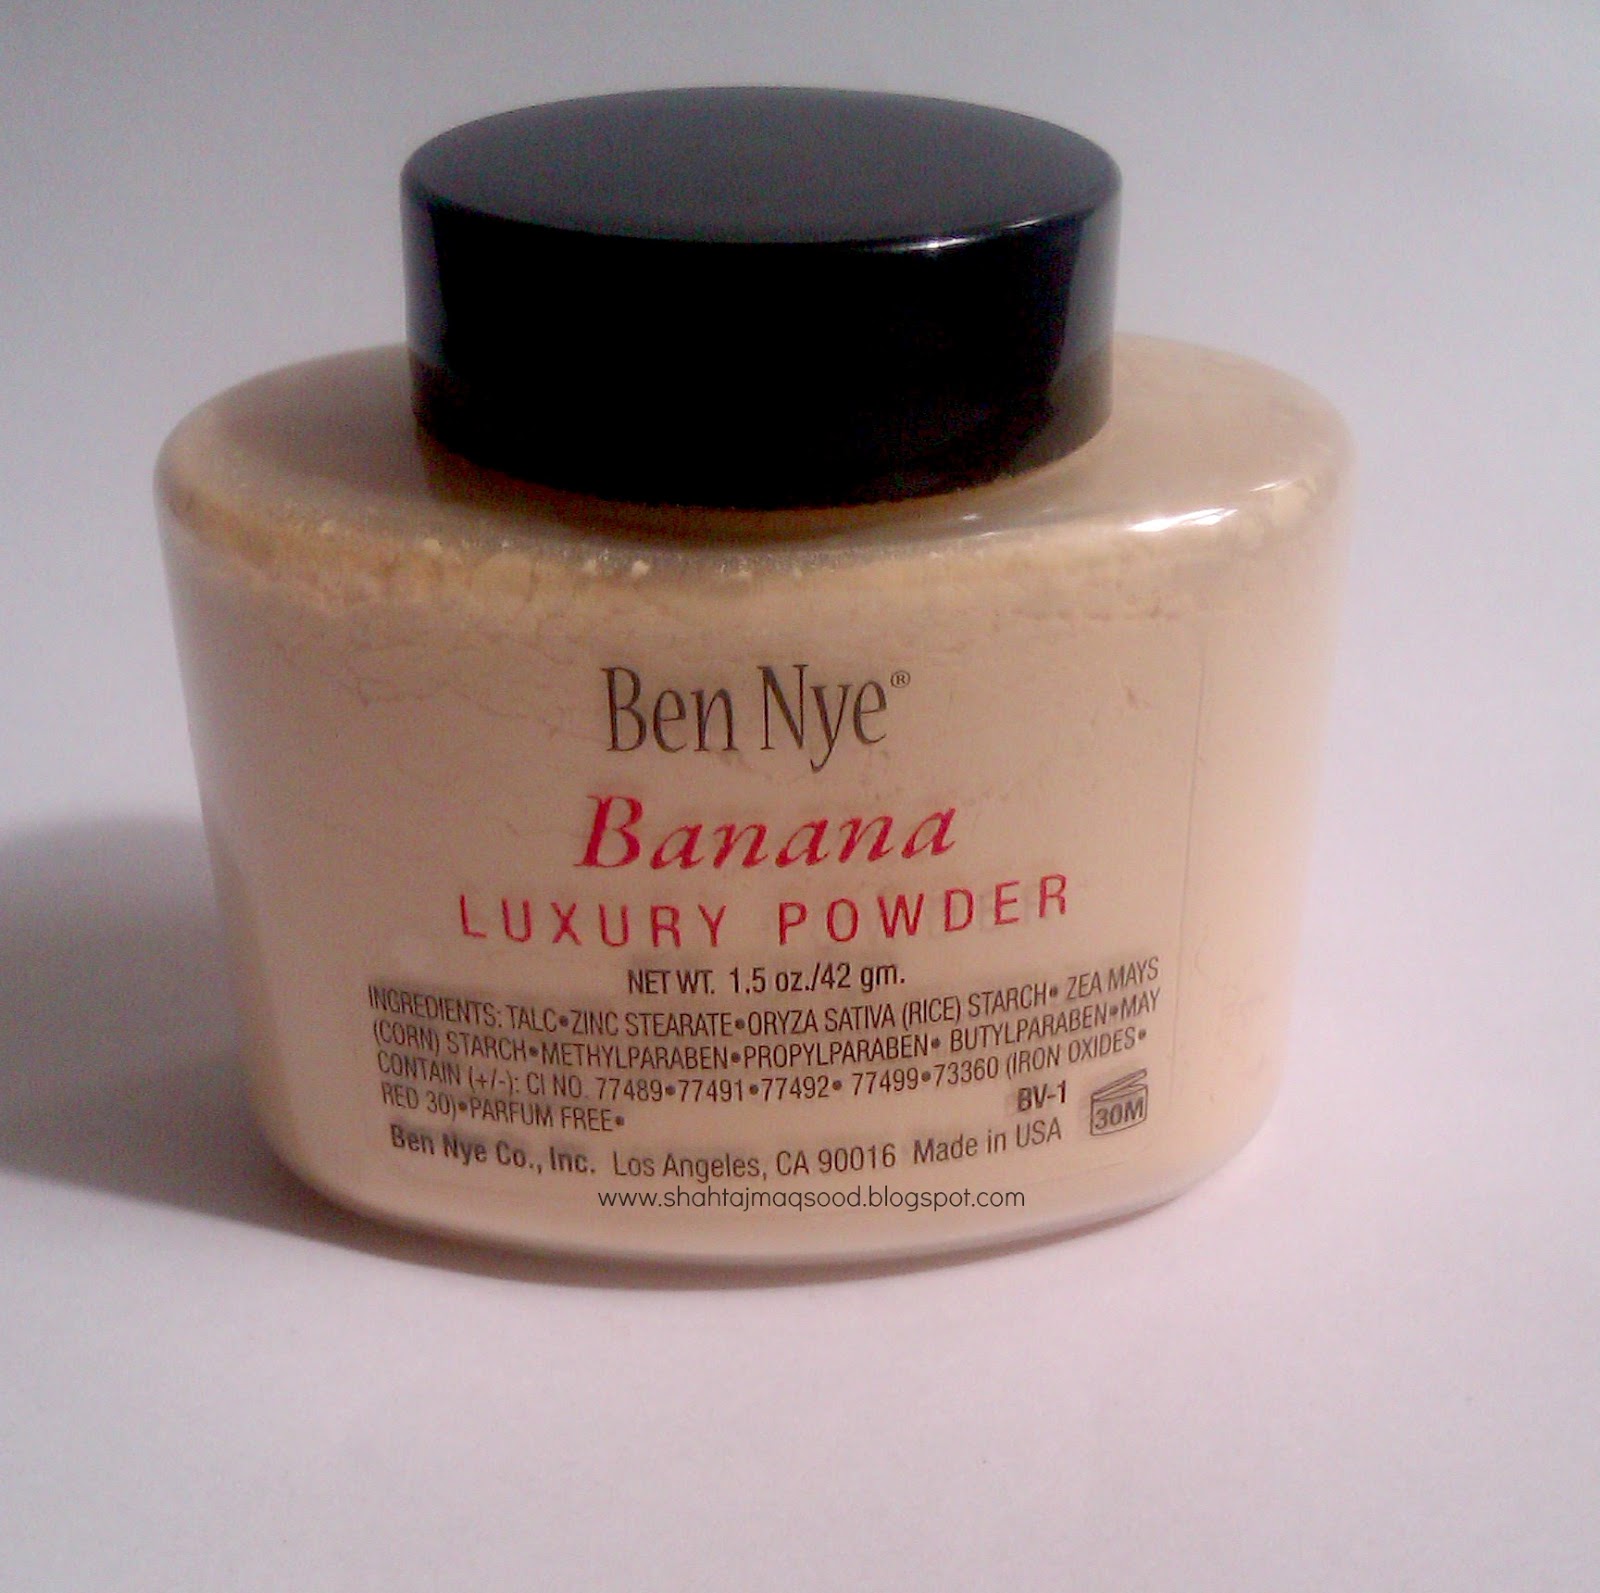 Ben Nye®
Banana
LUXURY POWDER
NET WT. 1.5 oz./42 gm.
INGREDIENTS: TALC•ZINC STEARATE•ORYZA SATIVA (RICE) STARCH• ZEA MAYS
(CORN) STARCH•METHYLPARABEN•PROPYLPARABEN• BUTYLPARABEN•MAY
CONTAIN (+/-): CI NO. 77489•77491•77492• 77499•73360 (IRON OXIDES•
RED 30)•PARFUM FREE•
BV-1
30M
Ben Nye Co., Inc. Los Angeles, CA 90016 Made in USA
www.shahtajmaqsood.blogspot.com